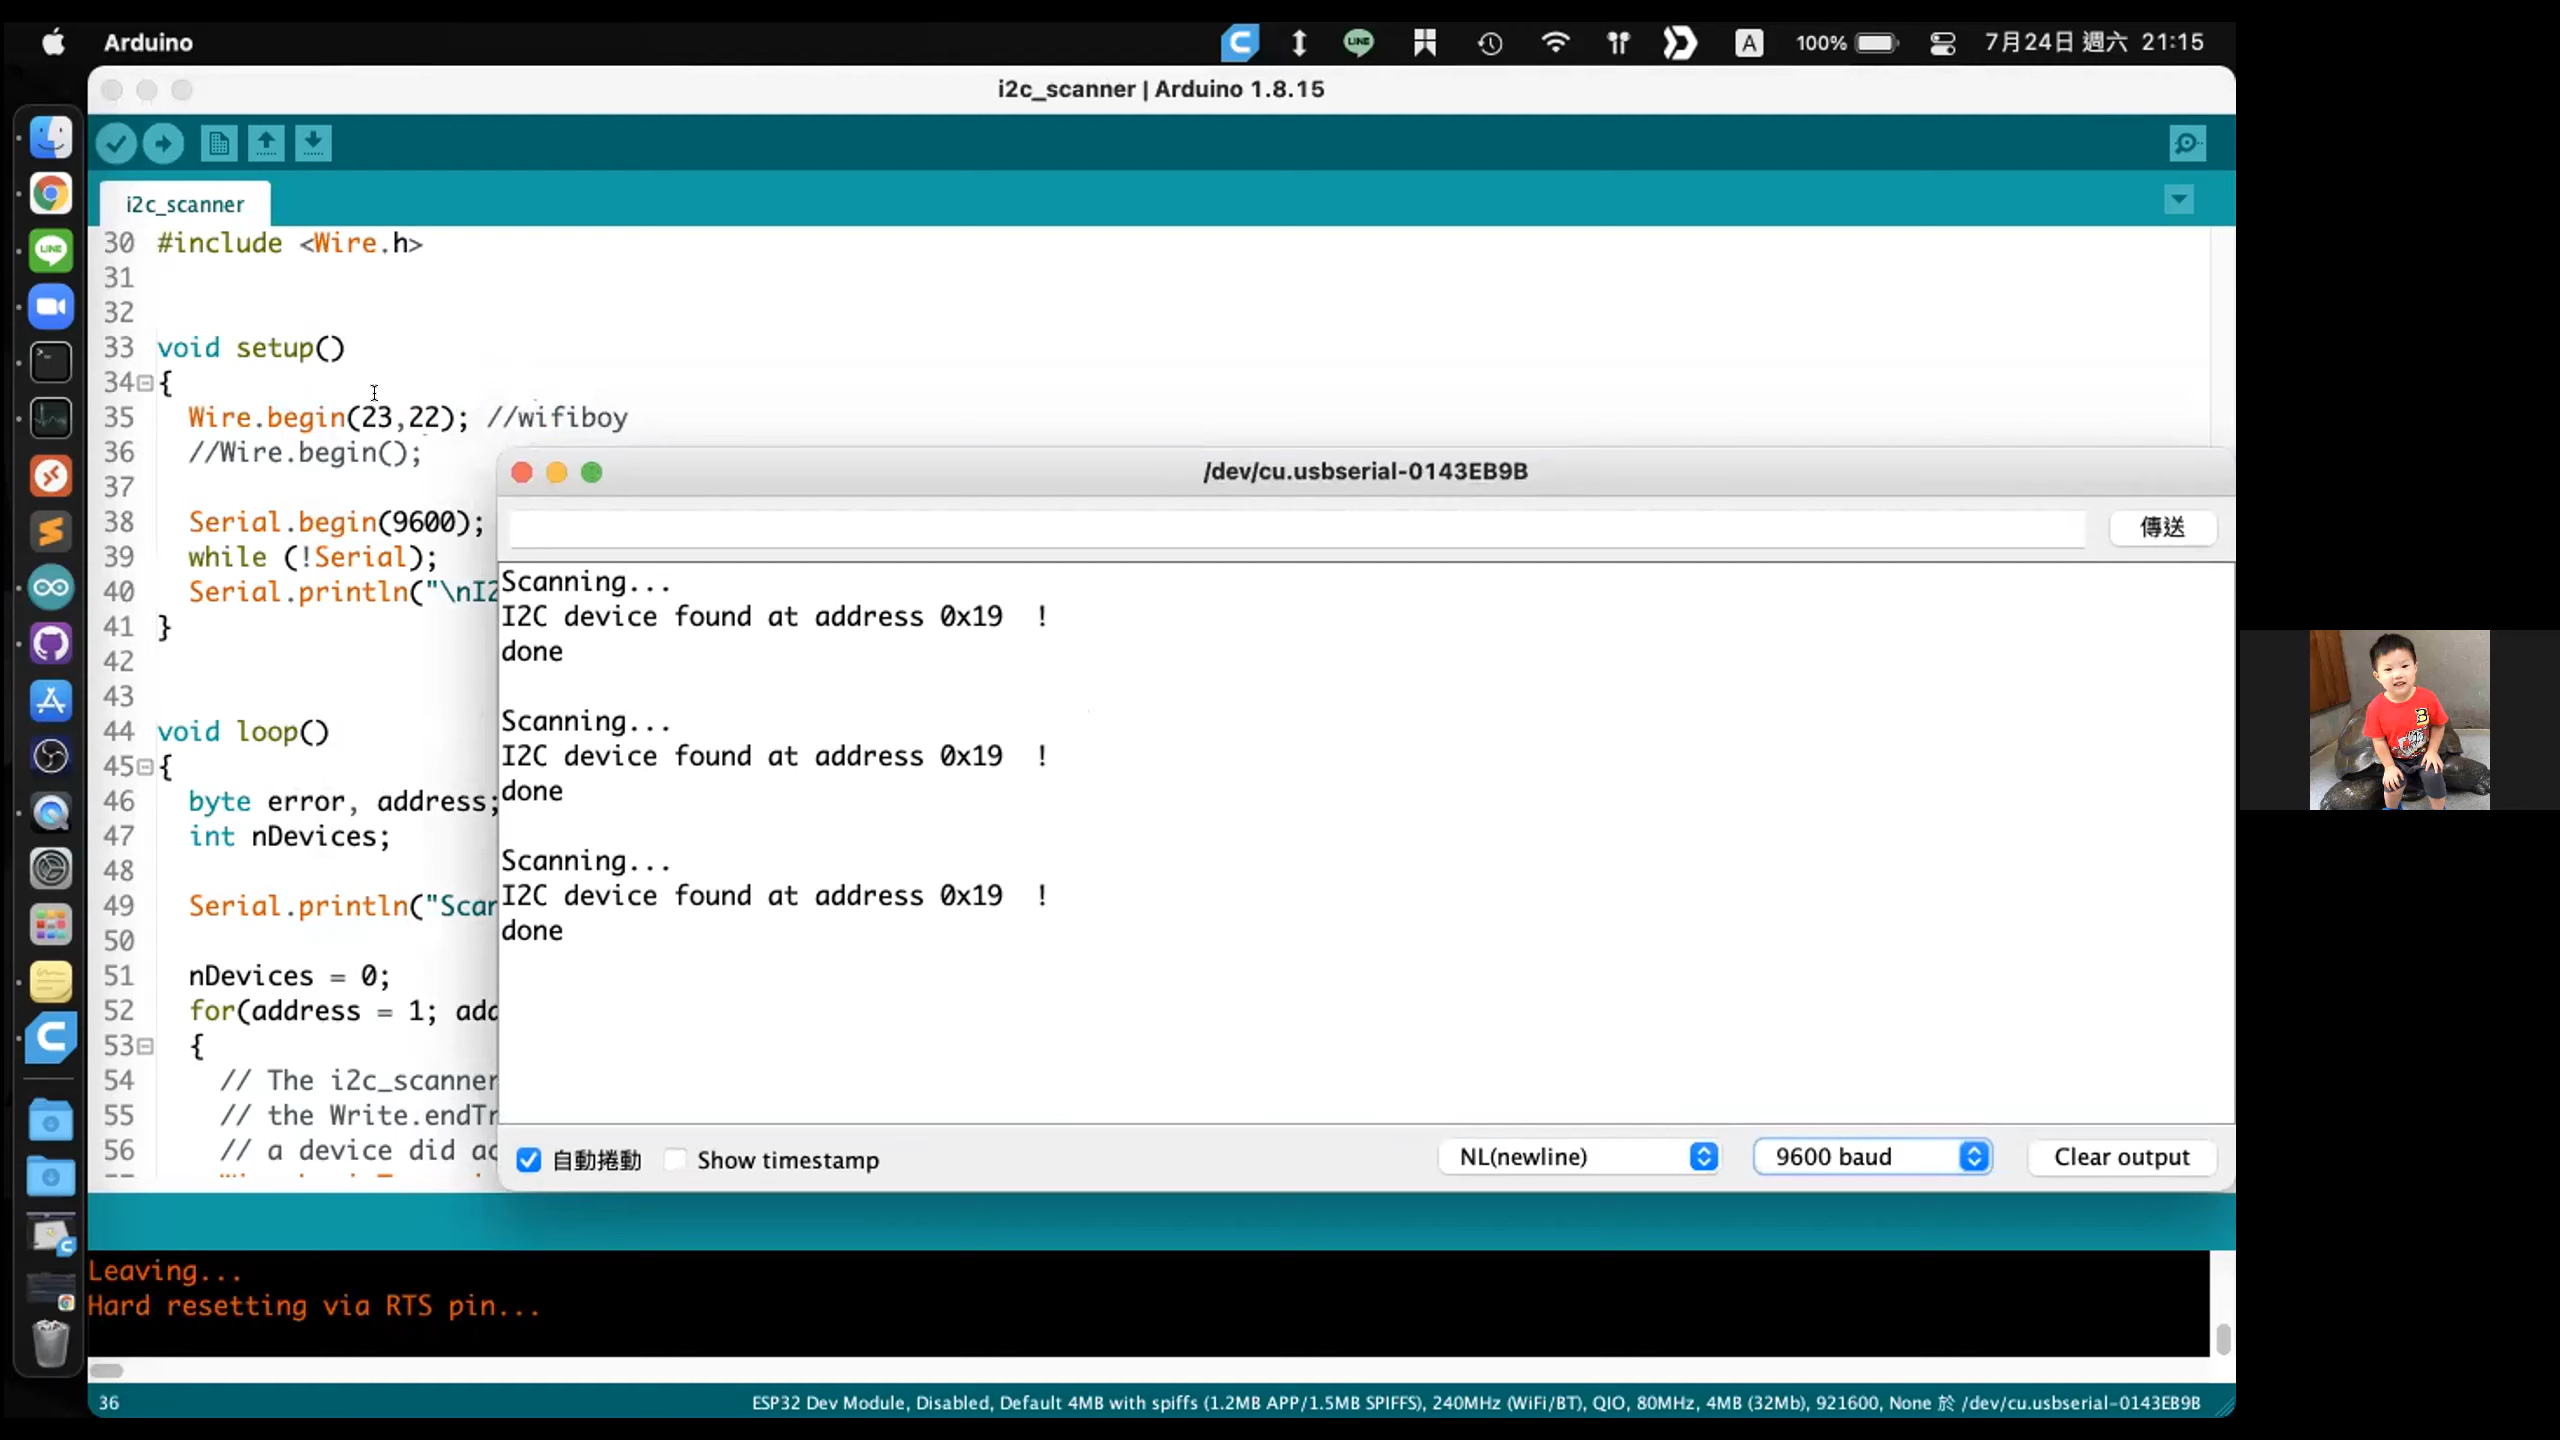 Arduino
LINE
A
100%
7月24日 週六 21:15
i2c_scanner | Arduino 1.8.15
i2c_scanner
30 #include <Wire.h>
31
32
33 void setup()
34 {
35 Wire.begin(23,22); //wifiboy
36 //Wire.begin();
37
38 Serial.begin(9600);
39 while (!Serial);
40 Serial.println("\nI2
41 }
42
43
44 void loop()
45 {
46 byte error, address;
47 int nDevices;
48
49 Serial.println("Scan
50
51 nDevices = 0;
52 for(address = 1; add
53 {
54 // The i2c_scanner
55 // the Write.endTr
56 // a device did ac
/dev/cu.usbserial-0143EB9B
傳送
Scanning...
I2C device found at address 0x19 !
done
Scanning...
I2C device found at address 0x19 !
done
Scanning...
I2C device found at address 0x19 !
done
自動捲動
Show timestamp
NL(newline)
9600 baud
Clear output
Leaving...
Hard resetting via RTS pin...
36
ESP32 Dev Module, Disabled, Default 4MB with spiffs (1.2MB APP/1.5MB SPIFFS), 240MHz (WiFi/BT), QIO, 80MHz, 4MB (32Mb), 921600, None 於 /dev/cu.usbserial-0143EB9B
LINE